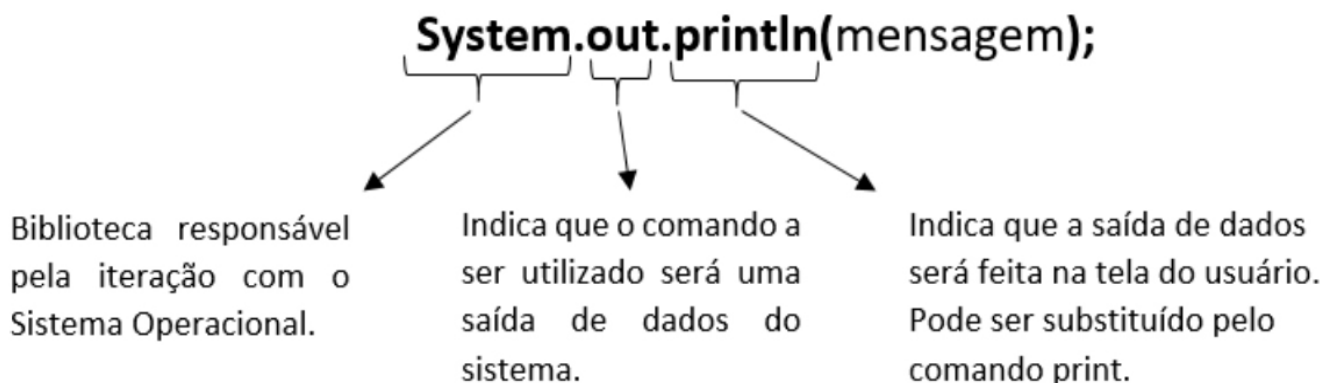 System.out.println(mensagem);
Biblioteca responsável
pela iteração com o
Sistema Operacional.
Indica que o comando a
ser utilizado será uma
saída de dados do
sistema.
Indica que a saída de dados
será feita na tela do usuário.
Pode ser substituído pelo
comando print.